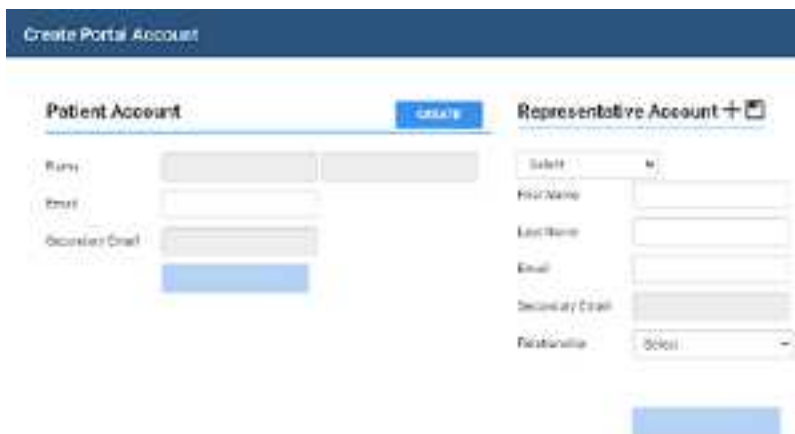 Create Portal Account
Patient Account
CREATE
Representative Account
Name
Select
Email
First Name
Secondary Email
Last Name
Email
Secondary Email
Relationship
Select